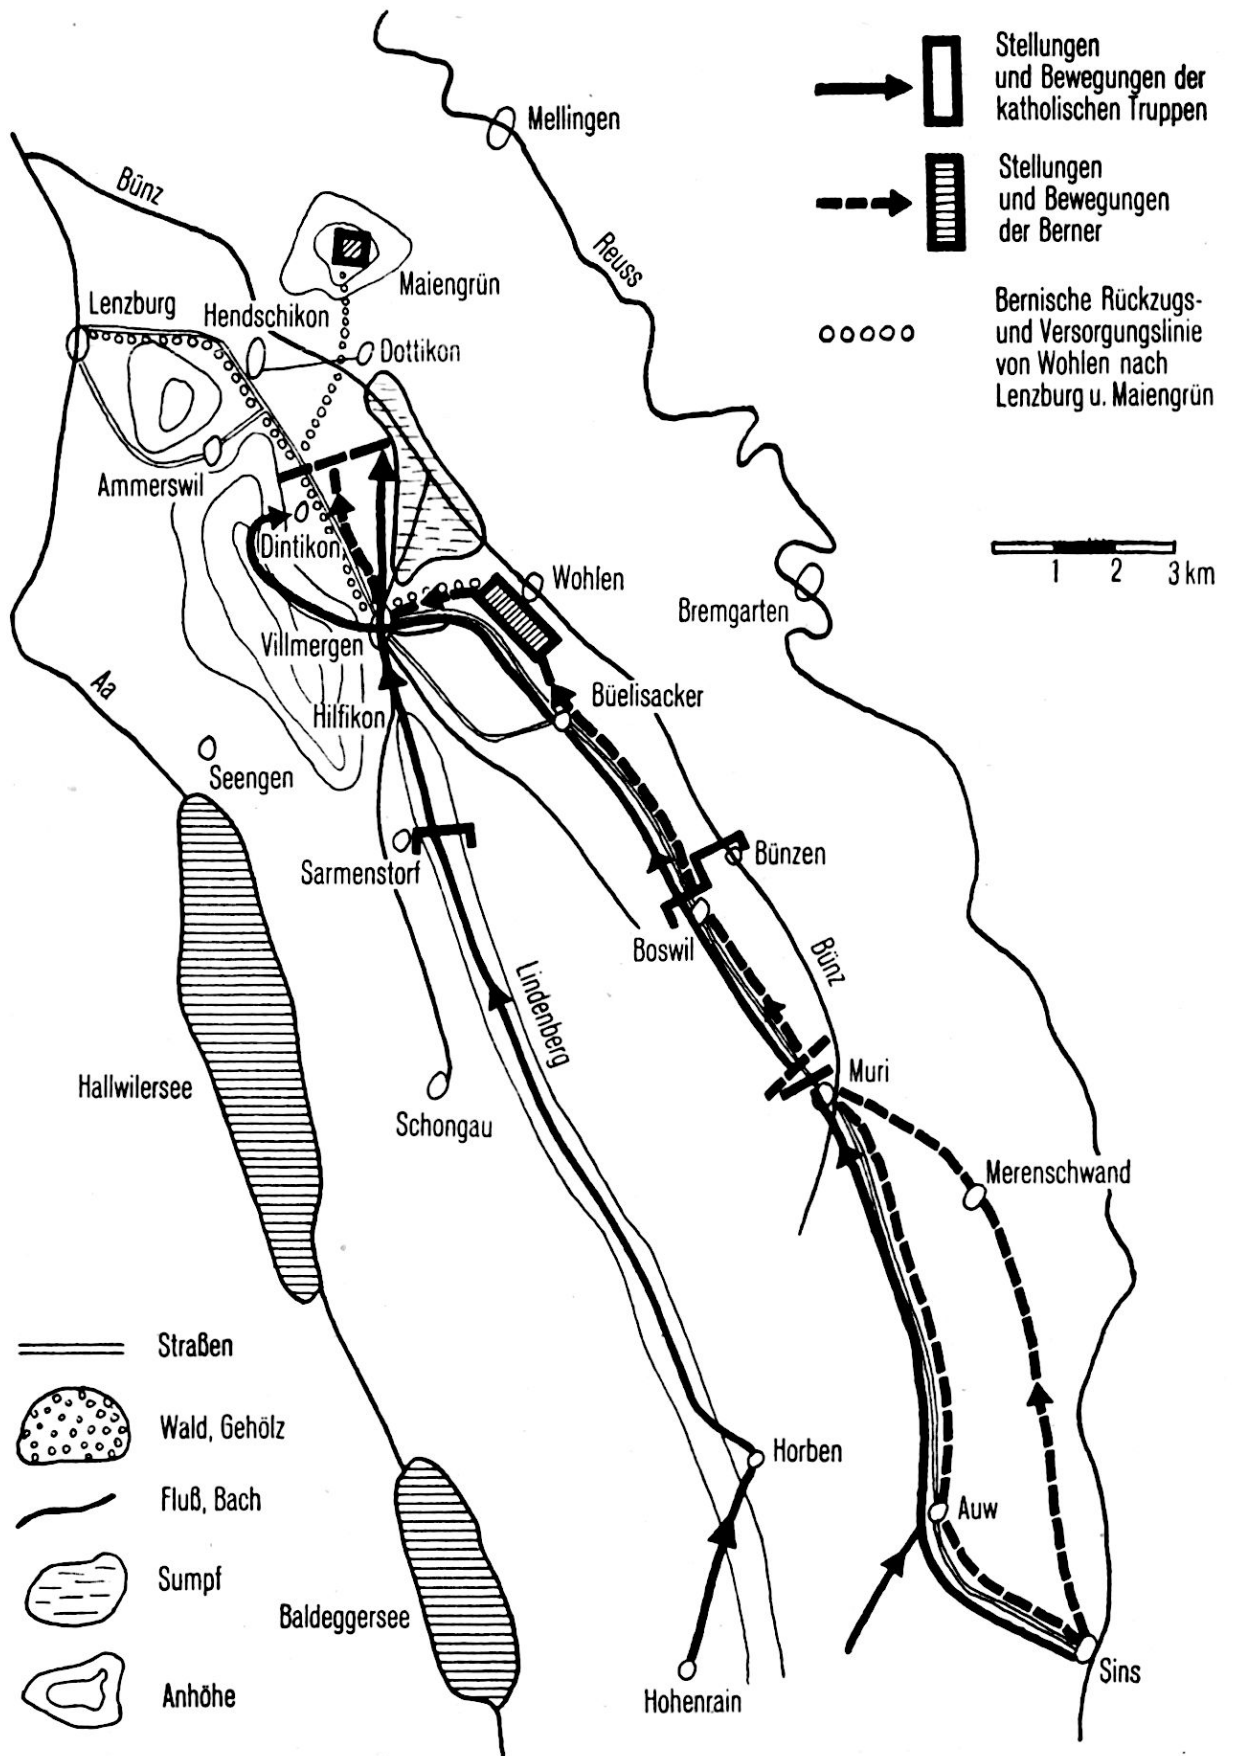 Stellungen
und Bewegungen der
katholischen Truppen
Stellungen
und Bewegungen
der Berner
Bernische Rückzugs-
und Versorgungslinie
von Wohlen nach
Lenzburg u. Maiengrün
Mellingen
Bünz
Reuss
Maiengrün
Lenzburg
Hendschikon
Dottikon
Ammerswil
Dintikon
Wohlen
1 2 3 km
Bremgarten
Villmergen
Büelisacker
Aa
Hilfikon
Seengen
Sarmenstorf
Bünzen
Boswil
Bünz
Lindenberg
Hallwilersee
Muri
Schongau
Merenschwand
Straßen
Wald, Gehölz
Fluß, Bach
Sumpf
Anhöhe
Horben
Auw
Baldeggersee
Hohenrain
Sins